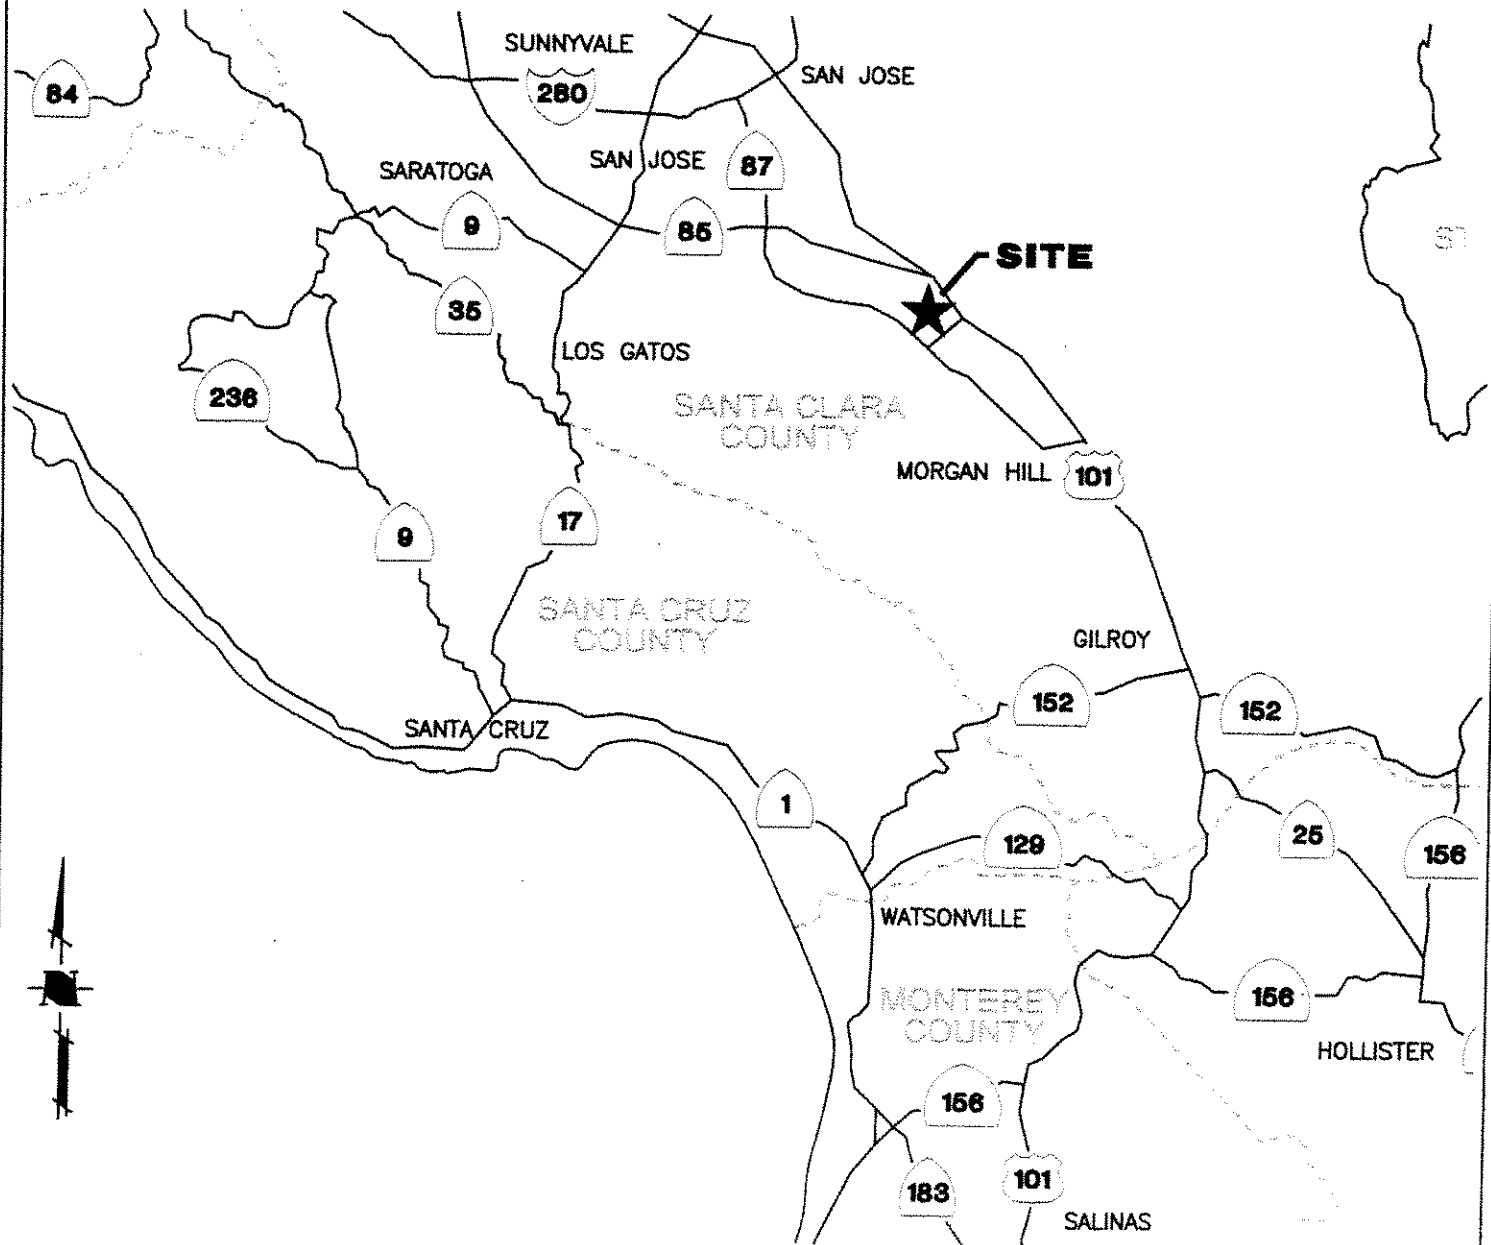 SUNNYVALE
SAN JOSE
84
280
SAN JOSE
87
SARATOGA
9
85
SITE
35
LOS GATOS
236
SANTA CLARA
COUNTY
MORGAN HILL
101
17
9
SANTA CRUZ
COUNTY
GILROY
152
152
SANTA CRUZ
1
129
25
156
WATSONVILLE
N
MONTEREY
COUNTY
156
HOLLISTER
156
183
101
SALINAS